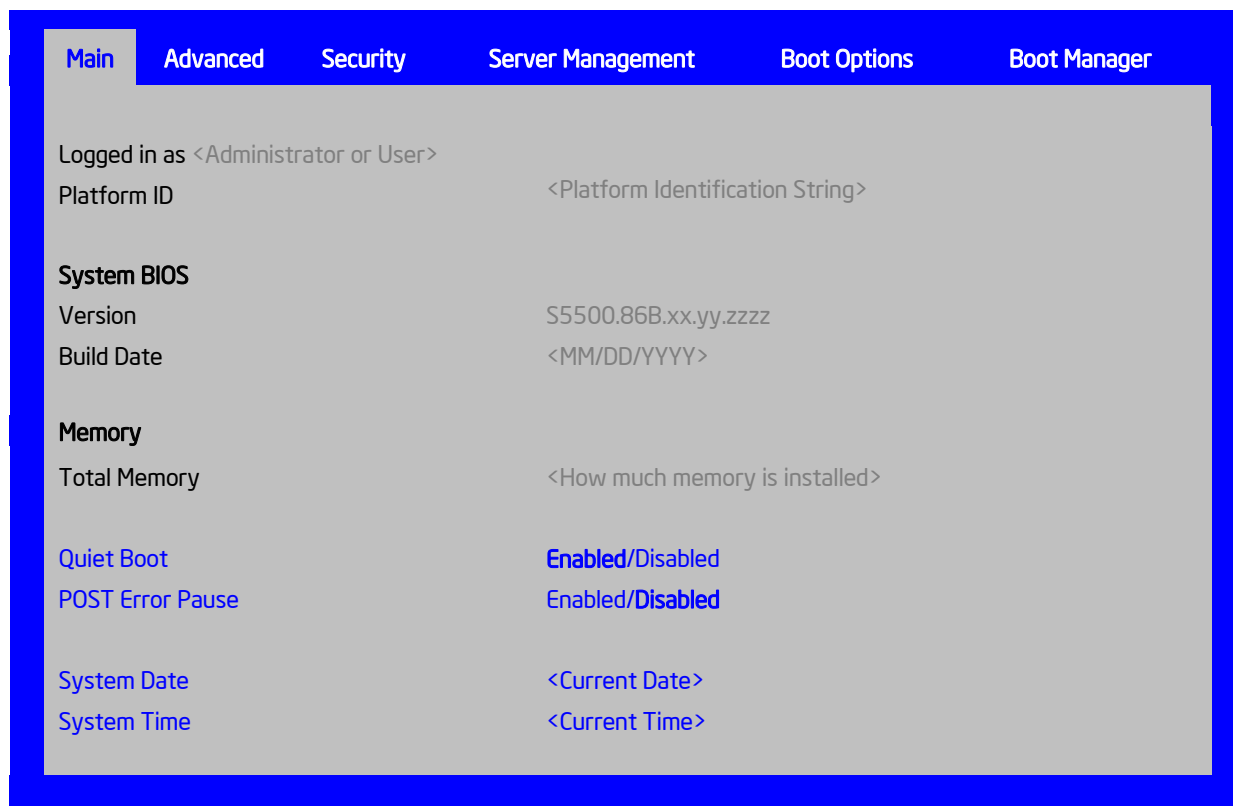 Main Advanced Security Server Management Boot Options Boot Manager
Logged in as <Administrator or User>
Platform ID <Platform Identification String>
System BIOS
Version S5500.86B.xx.yy.zzzz
Build Date <MM/DD/YYYY>
Memory
Total Memory <How much memory is installed>
Quiet Boot Enabled/Disabled
POST Error Pause Enabled/Disabled
System Date <Current Date>
System Time <Current Time>